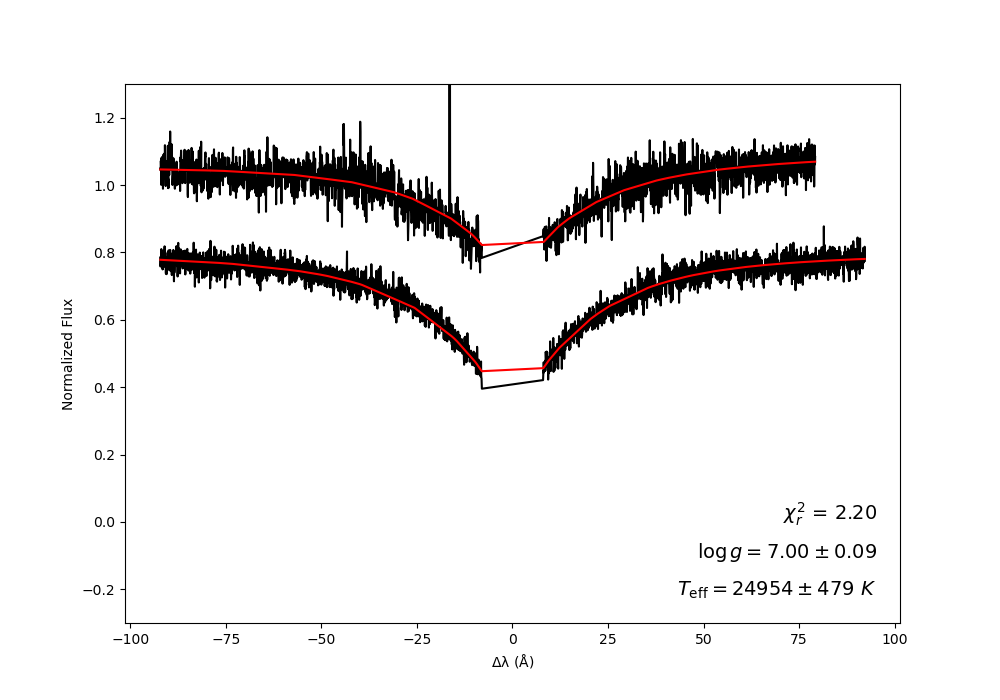 1.2
1.0
0.8
0.6
0.4
0.2
0.0
−0.2
Normalized Flux
χ²ᵣ = 2.20
log g = 7.00 ± 0.09
T_eff = 24954 ± 479 K
−100 −75 −50 −25 0 25 50 75 100
Δλ (Å)